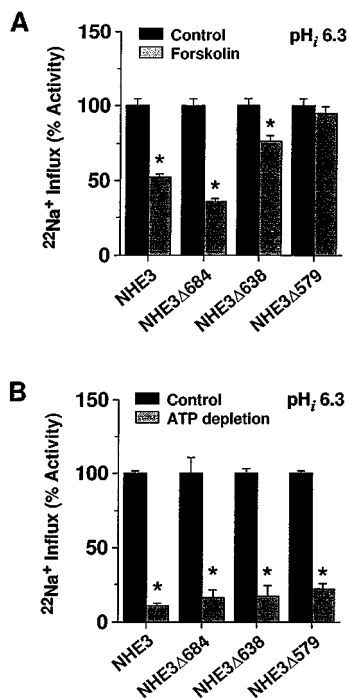 A
150
Control
Forskolin
pHi 6.3
100
50
0
22Na+ Influx (% Activity)
*
*
*
NHE3
NHE3Δ684
NHE3Δ638
NHE3Δ579
B
150
Control
ATP depletion
pHi 6.3
100
50
0
22Na+ Influx (% Activity)
*
*
*
*
NHE3
NHE3Δ684
NHE3Δ638
NHE3Δ579